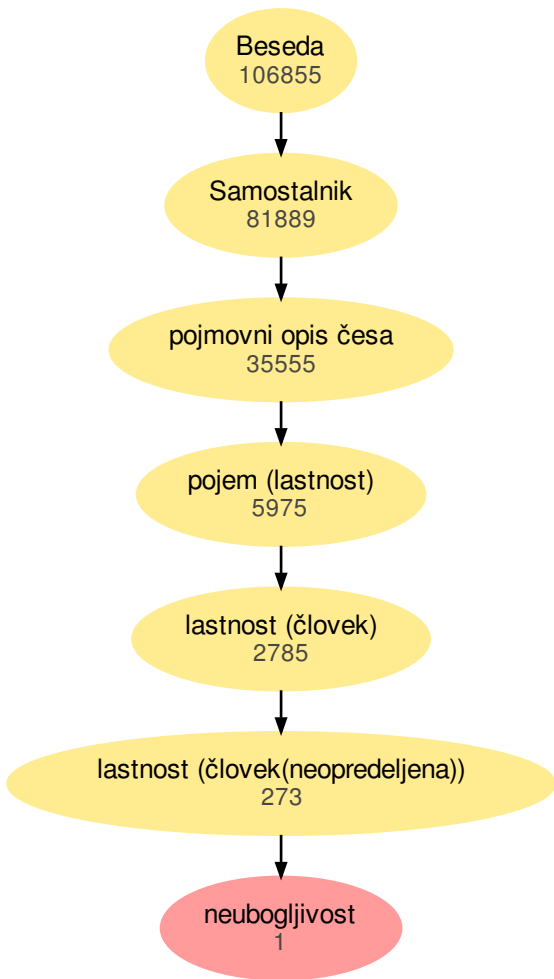 Beseda
106855
Samostalnik
81889
pojmovni opis česa
35555
pojem (lastnost)
5975
lastnost (človek)
2785
lastnost (človek(neopredeljena))
273
neubogljivost
1